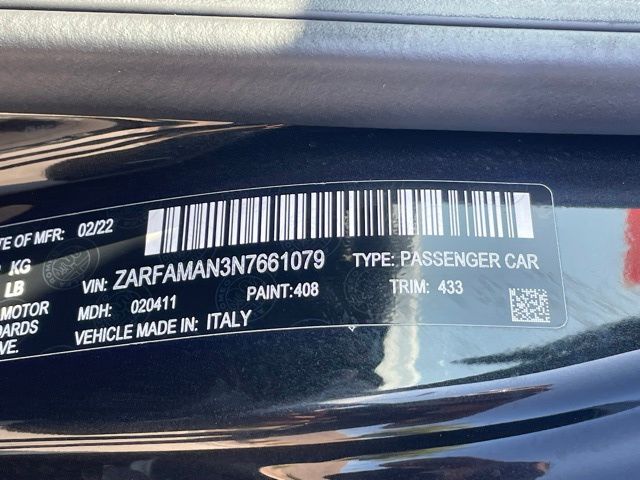 TE OF MFR: 02/22
KG
LB
VIN: ZARFAMAN3N7661079 TYPE: PASSENGER CAR
MOTOR MDH: 020411 PAINT:408 TRIM: 433
DARDS VEHICLE MADE IN: ITALY
VE.